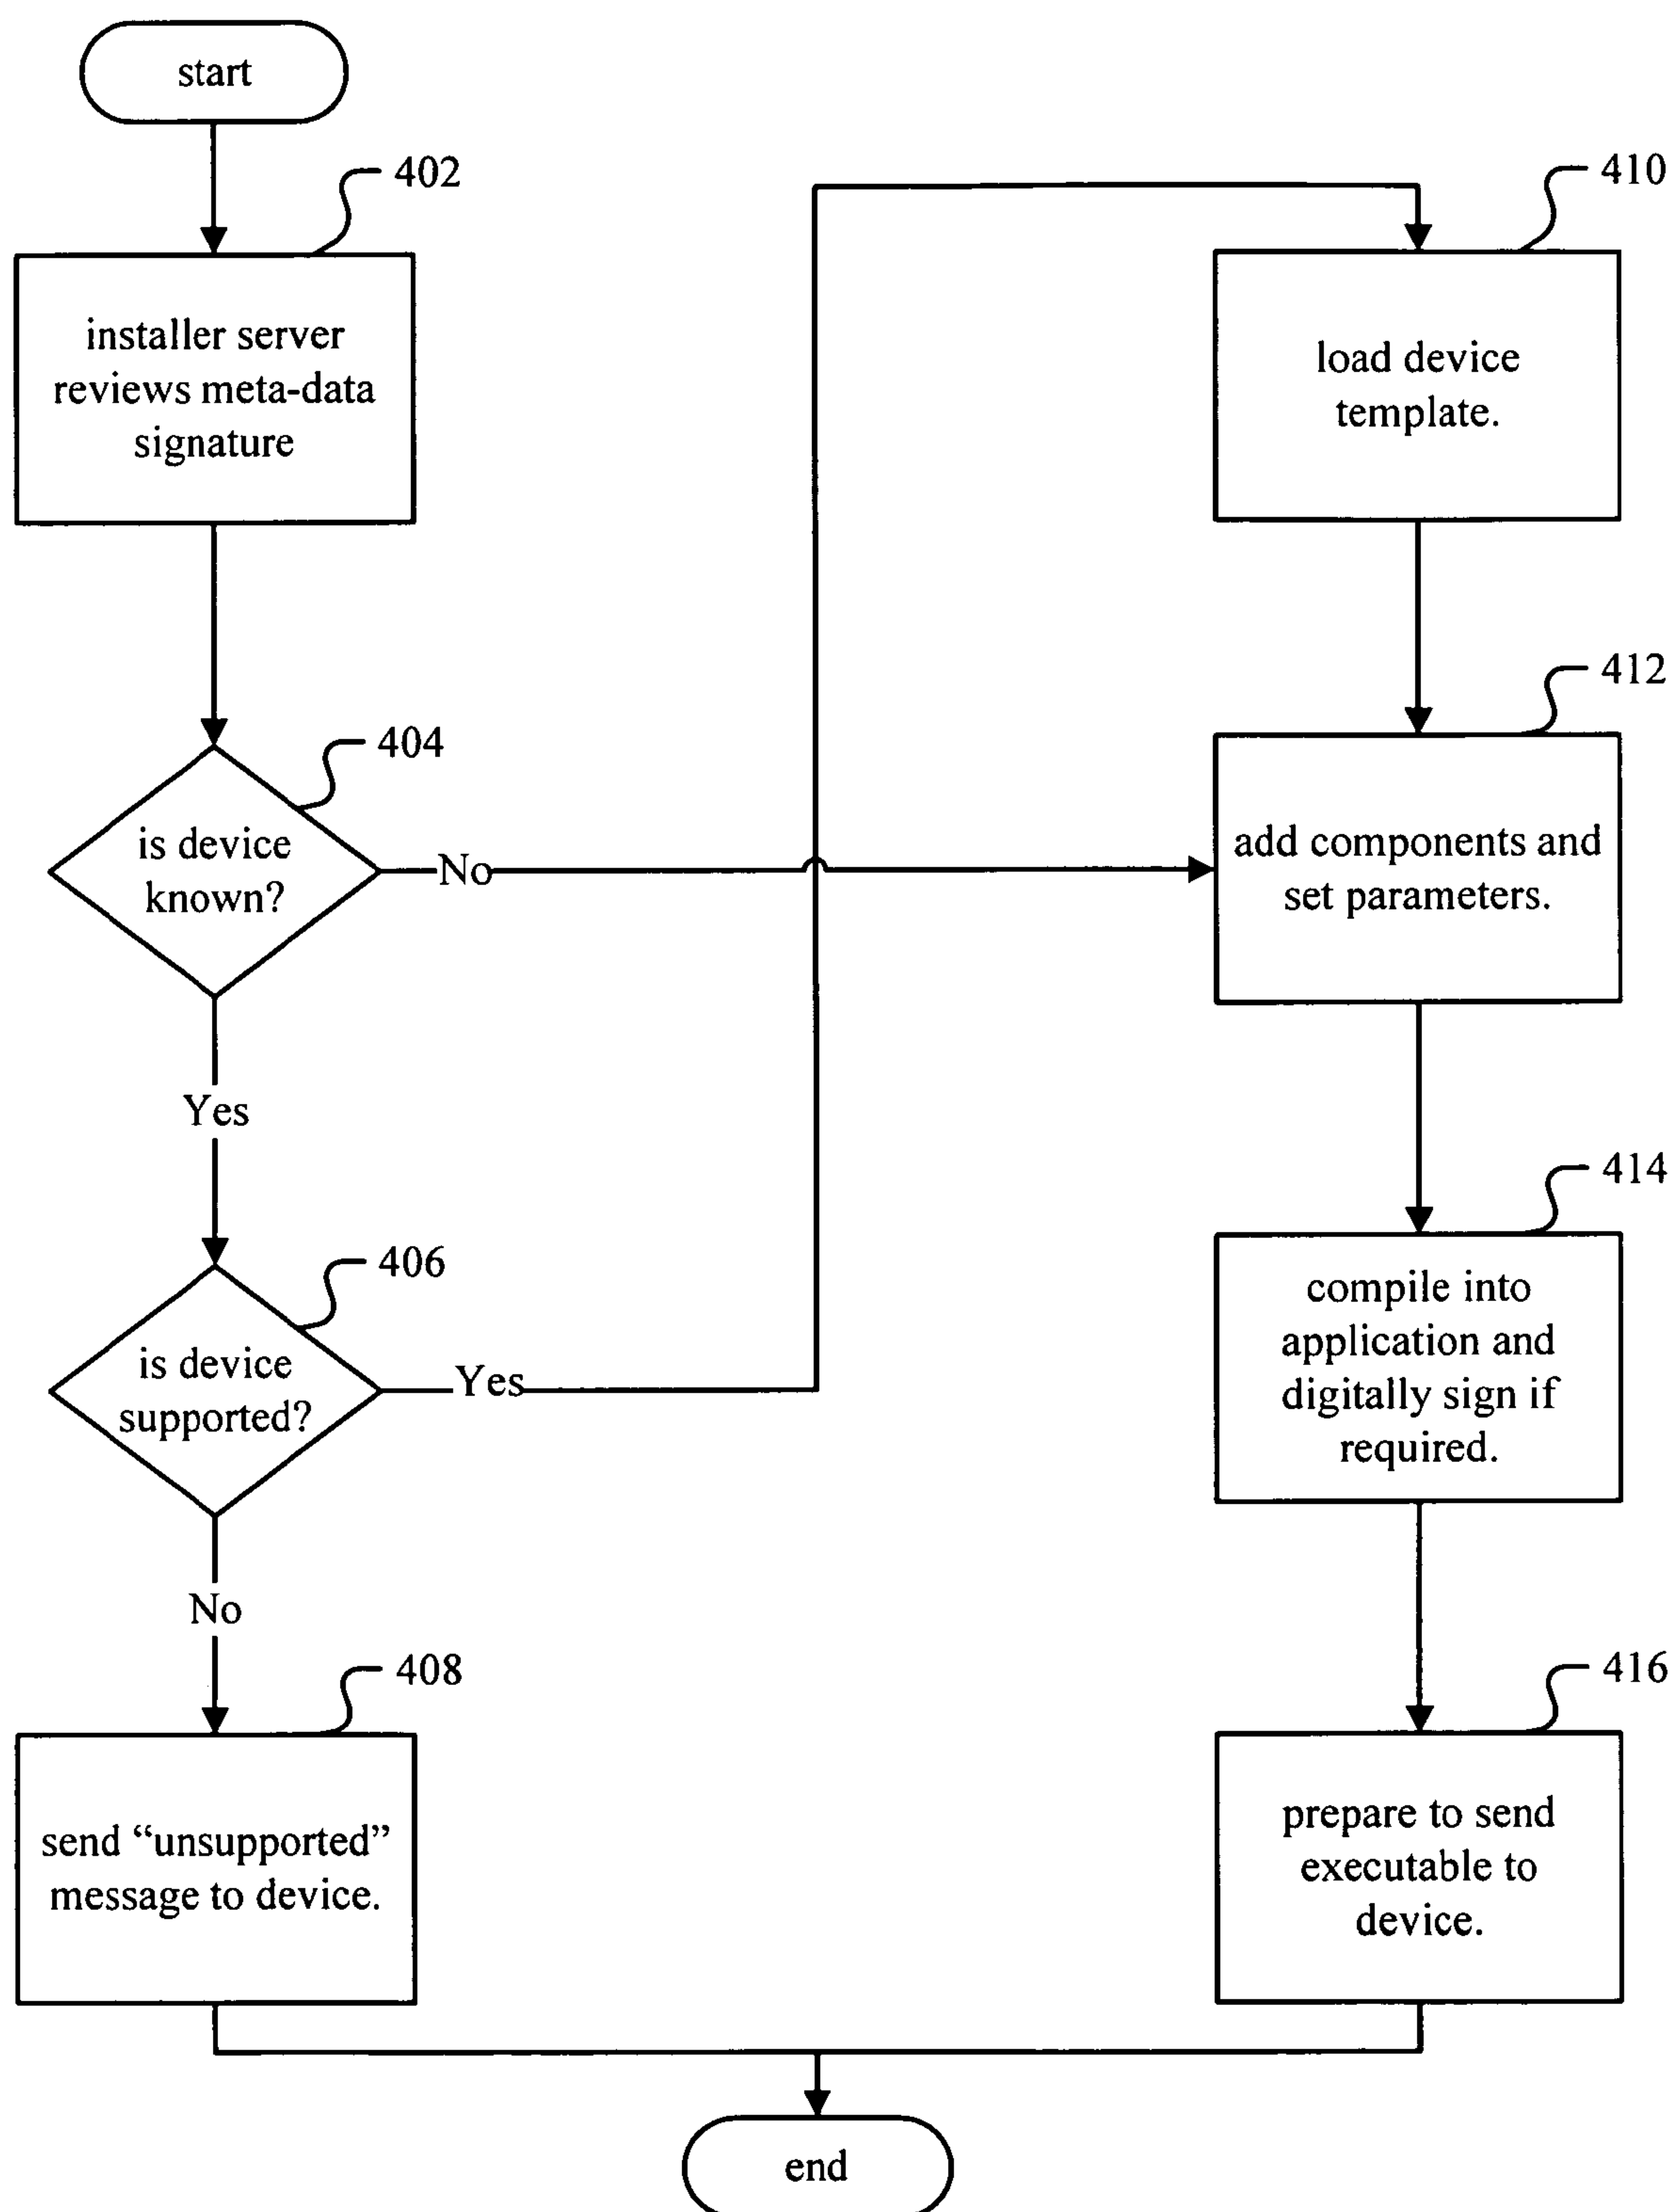 start
402
installer server
reviews meta-data
signature
404
is device
known?
No
Yes
406
is device
supported?
Yes
No
408
send “unsupported”
message to device.
410
load device
template.
412
add components and
set parameters.
414
compile into
application and
digitally sign if
required.
416
prepare to send
executable to
device.
end